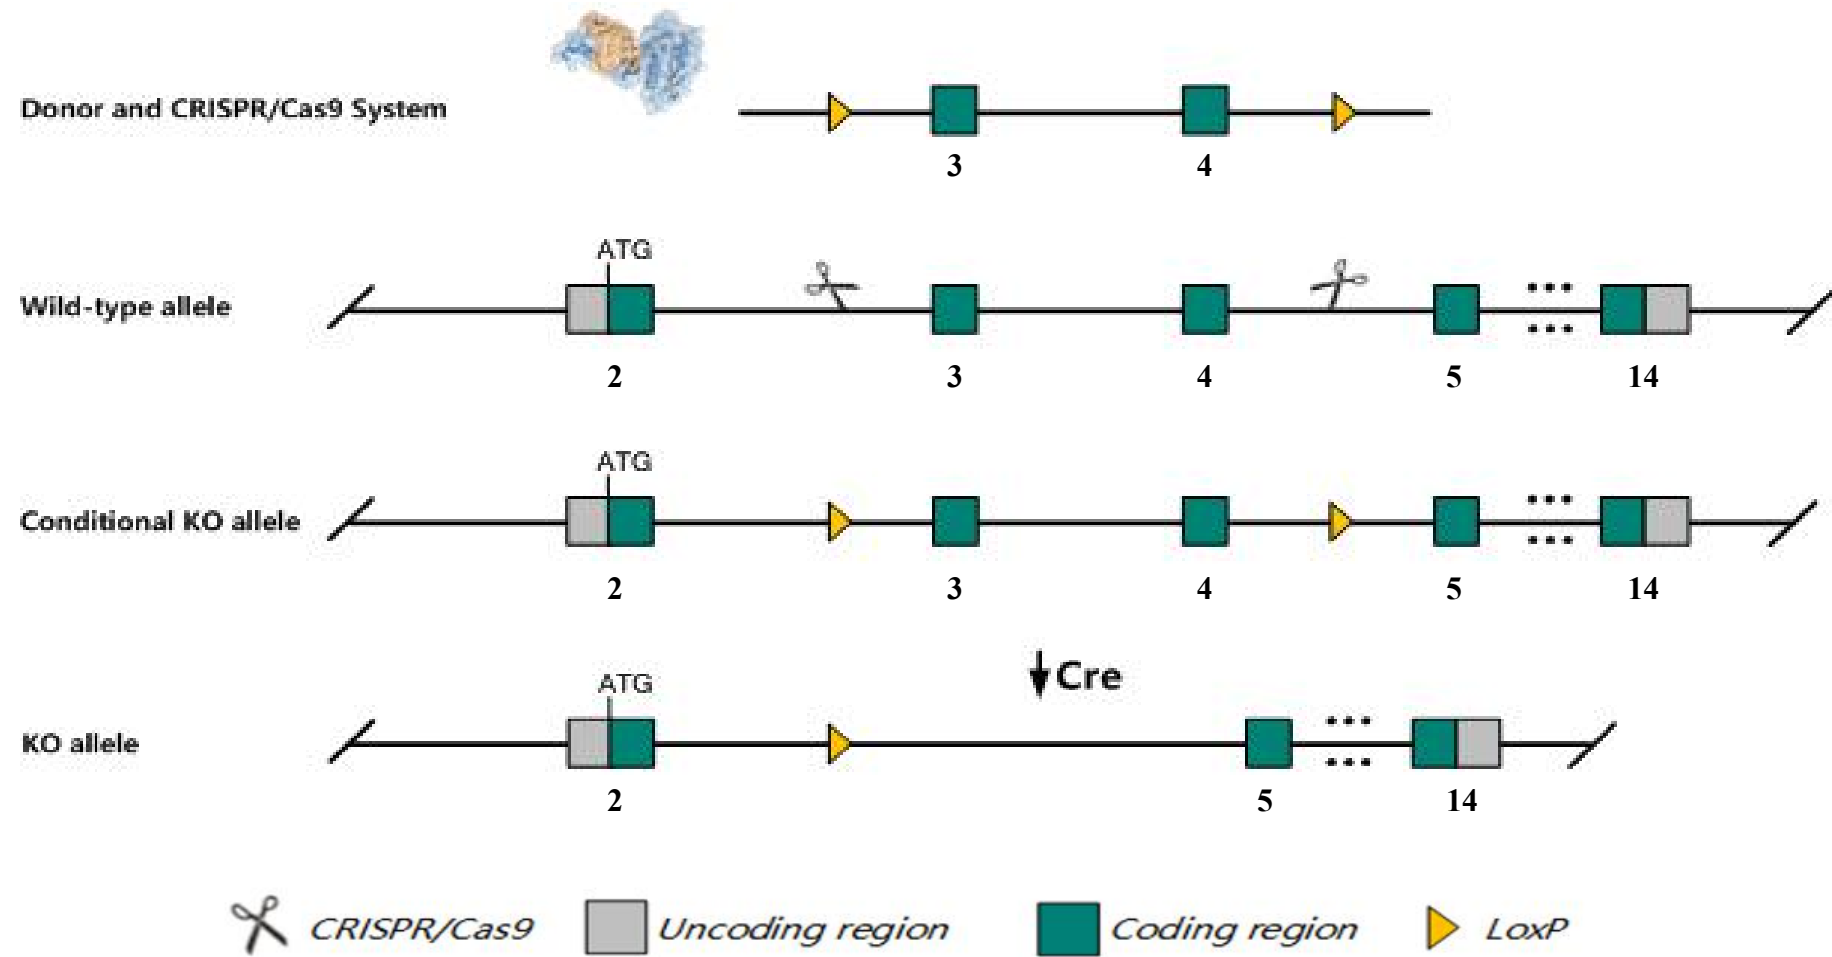 Donor and CRISPR/Cas9 System
3 4
ATG
Wild-type allele
2 3 4 5 14
ATG
Conditional KO allele
2 3 4 5 14
Cre
ATG
KO allele
2 5 14
CRISPR/Cas9 Uncoding region Coding region LoxP